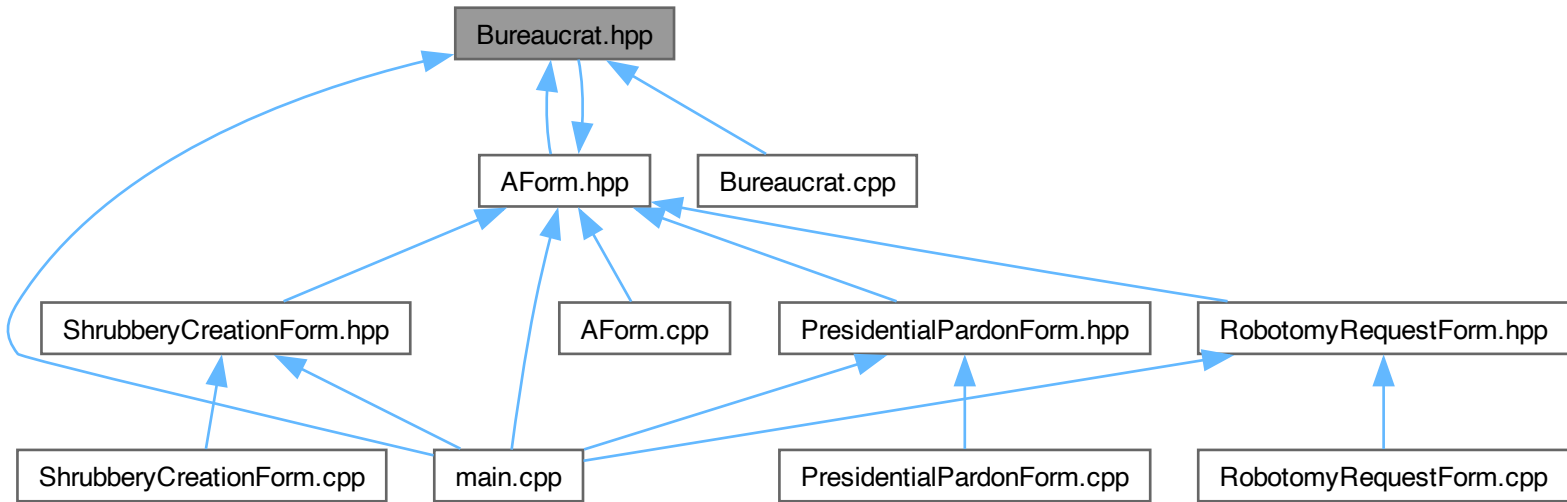 Bureaucrat.hpp
AForm.hpp
Bureaucrat.cpp
ShrubberyCreationForm.hpp
AForm.cpp
PresidentialPardonForm.hpp
RobotomyRequestForm.hpp
ShrubberyCreationForm.cpp
main.cpp
PresidentialPardonForm.cpp
RobotomyRequestForm.cpp